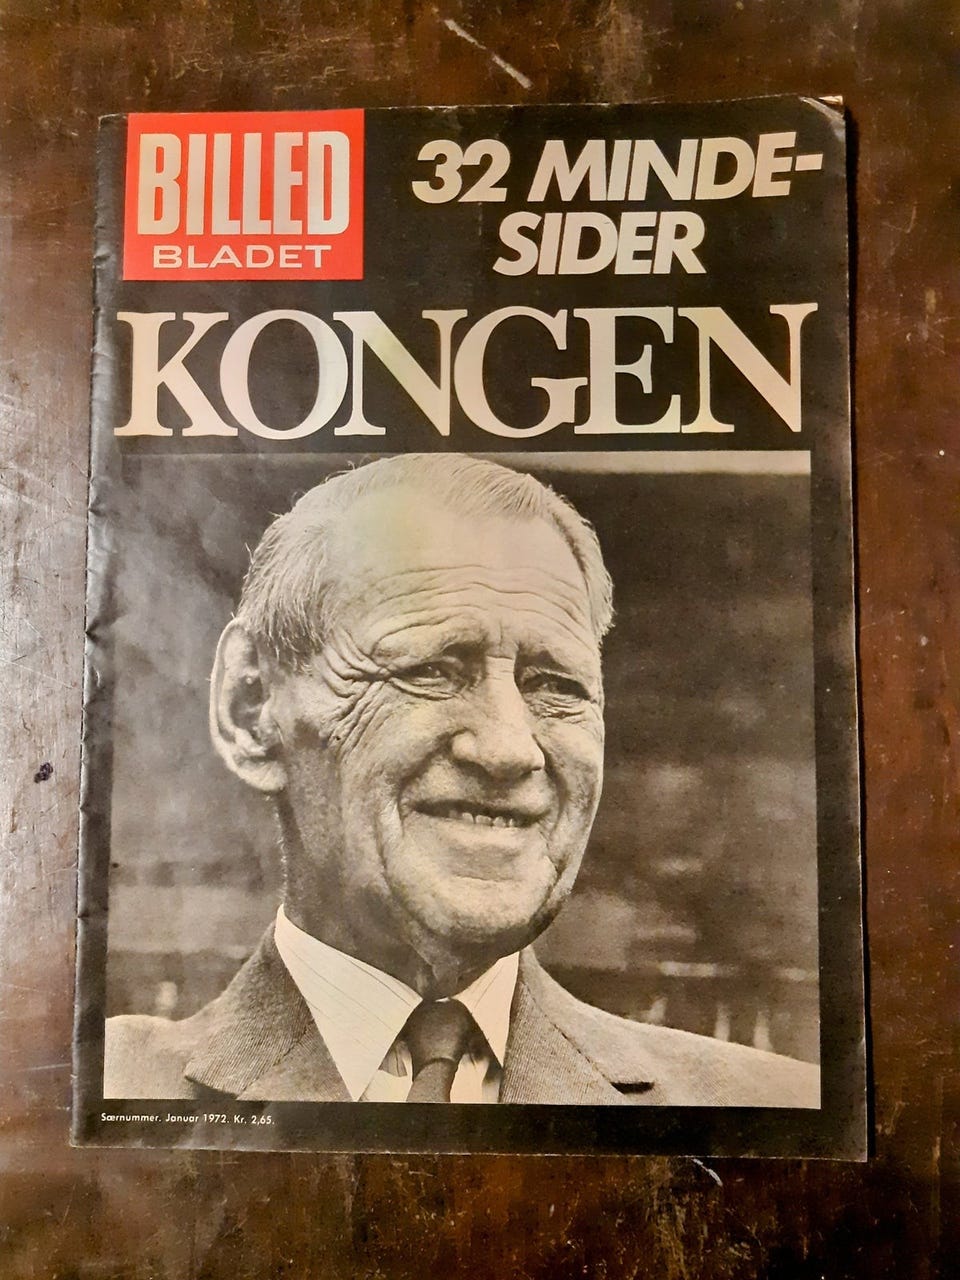 BILLED
BLADET
32 MINDE-
SIDER
KONGEN
Særnummer. Januar 1972. Kr. 2,65.